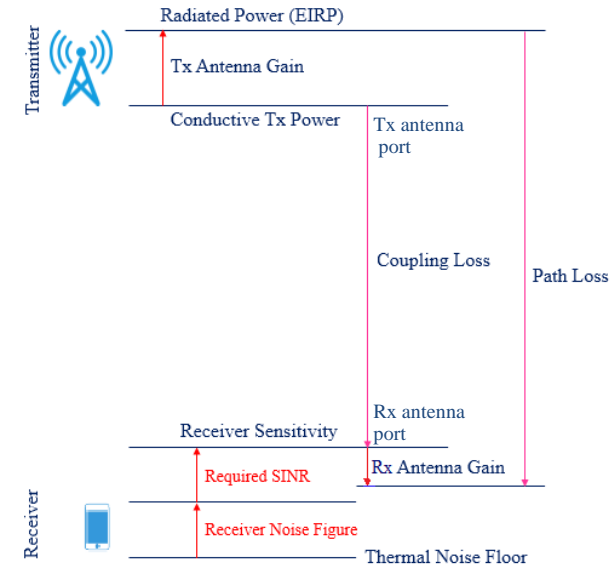 Radiated Power (EIRP)
Transmitter
Tx Antenna Gain
Conductive Tx Power
Tx antenna
port
Coupling Loss
Path Loss
Rx antenna
port
Receiver Sensitivity
Rx Antenna Gain
Required SINR
Receiver
Receiver Noise Figure
Thermal Noise Floor